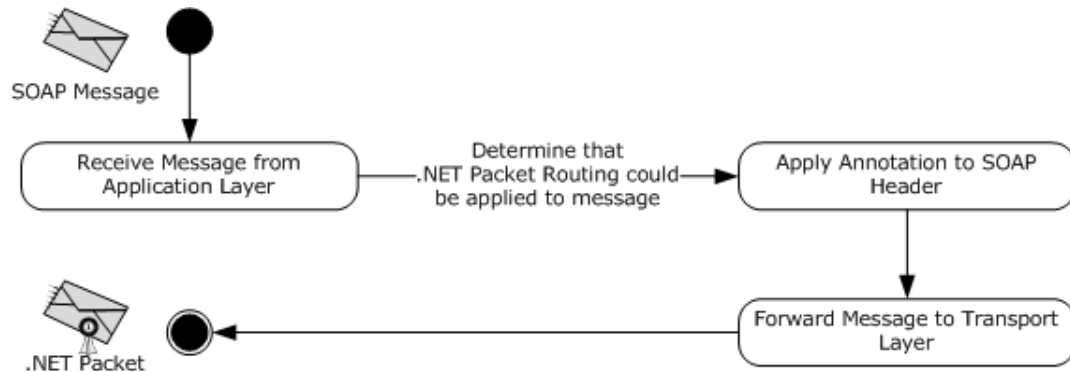 SOAP Message
Receive Message from
Application Layer
Determine that
.NET Packet Routing could
be applied to message
Apply Annotation to SOAP
Header
Forward Message to Transport
Layer
.NET Packet